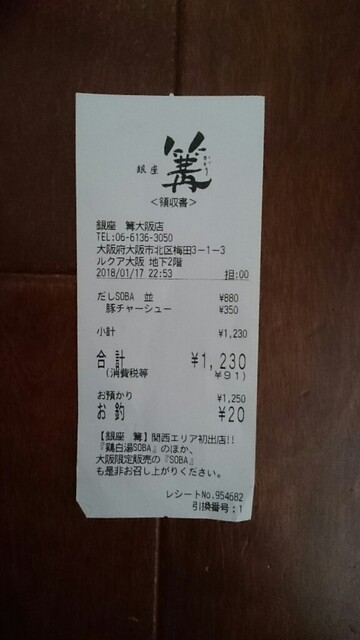 銀座 篝
かがり
<領収書>
銀座 篝大阪店
TEL:06-6136-3050
大阪府大阪市北区梅田3-1-3
ルクア大阪 地下2階
2018/01/17 22:53 担:00
だしSOBA 並 ¥880
豚チャーシュー ¥350
小計 ¥1,230
合計 ¥1,230
(消費税等 ¥91)
お預かり ¥1,250
お釣 ¥20
【銀座 篝】関西エリア初出店!!
『鶏白湯SOBA』のほか、
大阪限定販売の『SOBA』
も是非お召し上がりください。
レシートNo.954682
引換番号:1